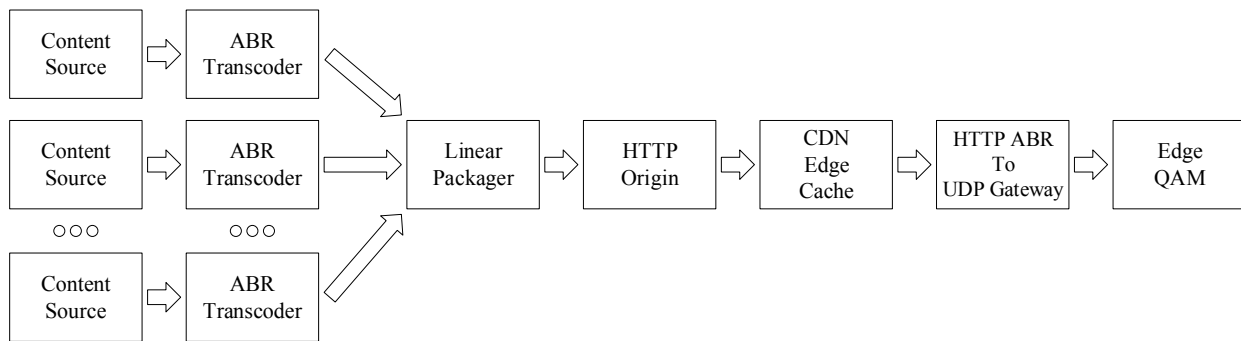 Content
Source
ABR
Transcoder
Content
Source
ABR
Transcoder
Linear
Packager
HTTP
Origin
CDN
Edge
Cache
HTTP ABR
To
UDP Gateway
Edge
QAM
Content
Source
ABR
Transcoder